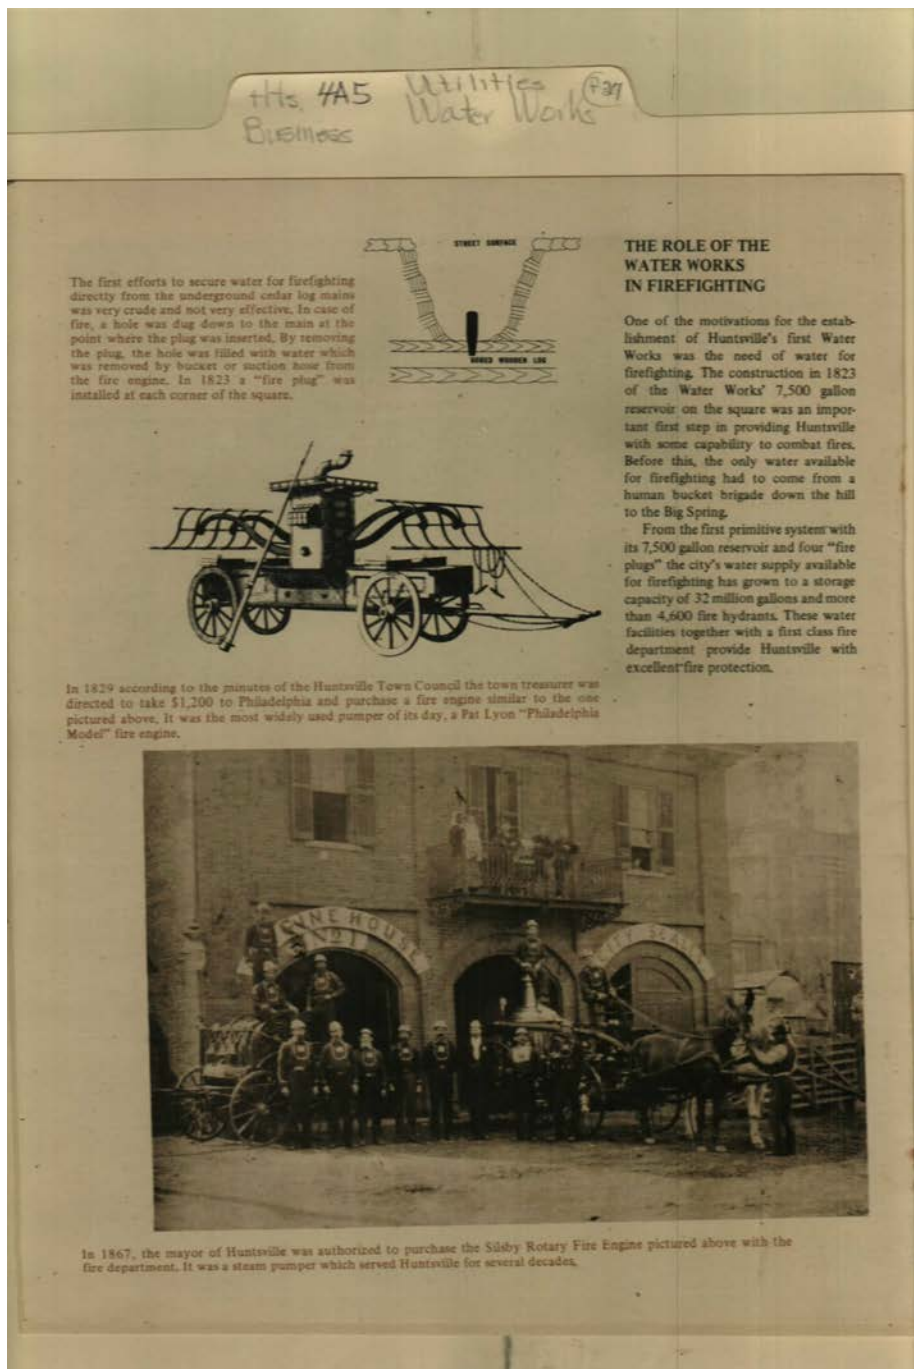 Hts. 4A5 Utilities
Business Water Works
The first efforts to secure water for firefighting
directly from the underground cedar log mains
was very crude and not very effective. In case of
fire, a hole was dug down to the main at the
point where the plug was inserted. By removing
the plug, the hole was filled with water which
was removed by bucket or suction hose from
the fire engine. In 1823 a "fire plug" was
installed at each corner of the square.
STREET SURFACE
BORED WOODEN LOG
THE ROLE OF THE
WATER WORKS
IN FIREFIGHTING
One of the motivations for the estab-
lishment of Huntsville's first Water
Works was the need of water for
firefighting. The construction in 1823
of the Water Works' 7,500 gallon
reservoir on the square was an impor-
tant first step in providing Huntsville
with some capability to combat fires.
Before this, the only water available
for firefighting had to come from a
human bucket brigade down the hill
to the Big Spring.
From the first primitive system with
its 7,500 gallon reservoir and four "fire
plugs" the city's water supply available
for firefighting has grown to a storage
capacity of 32 million gallons and more
than 4,600 fire hydrants. These water
facilities together with a first class fire
department provide Huntsville with
excellent fire protection.
In 1829 according to the minutes of the Huntsville Town Council the town treasurer was
directed to take $1,200 to Philadelphia and purchase a fire engine similar to the one
pictured above. It was the most widely used pumper of its day, a Pat Lyon "Philadelphia
Model" fire engine.
GINE HOUSE
Nº1
In 1867, the mayor of Huntsville was authorized to purchase the Silsby Rotary Fire Engine pictured above with the
fire department. It was a steam pumper which served Huntsville for several decades.